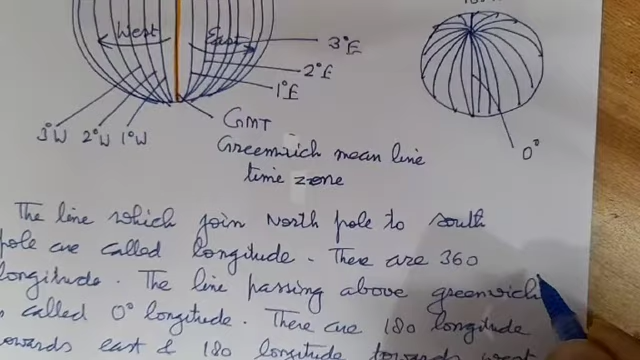 West East
3°E
2°E
1°E
3°W 2°W 1°W
GMT
Greenwich mean line
time zone
0°
The line which join North pole to south
pole are called longitude. There are 360
longitude. The line passing above greenwich
called 0° longitude. There are 180 longitude
towards east & 180 longitude towards west